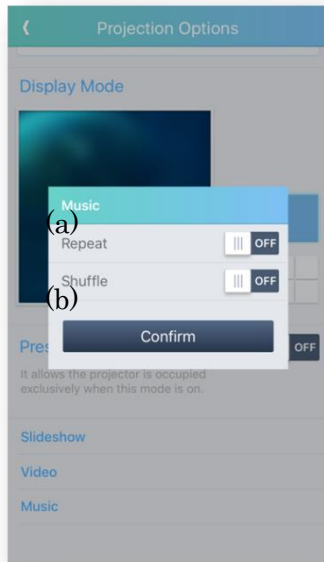 Projection Options
Display Mode
Music
(a)
Repeat OFF
Shuffle OFF
(b)
Confirm
Pres
OFF
It allows the projector is occupied
exclusively when this mode is on.
Slideshow
Video
Music